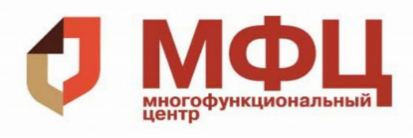 МФЦ
многофункциональный
центр